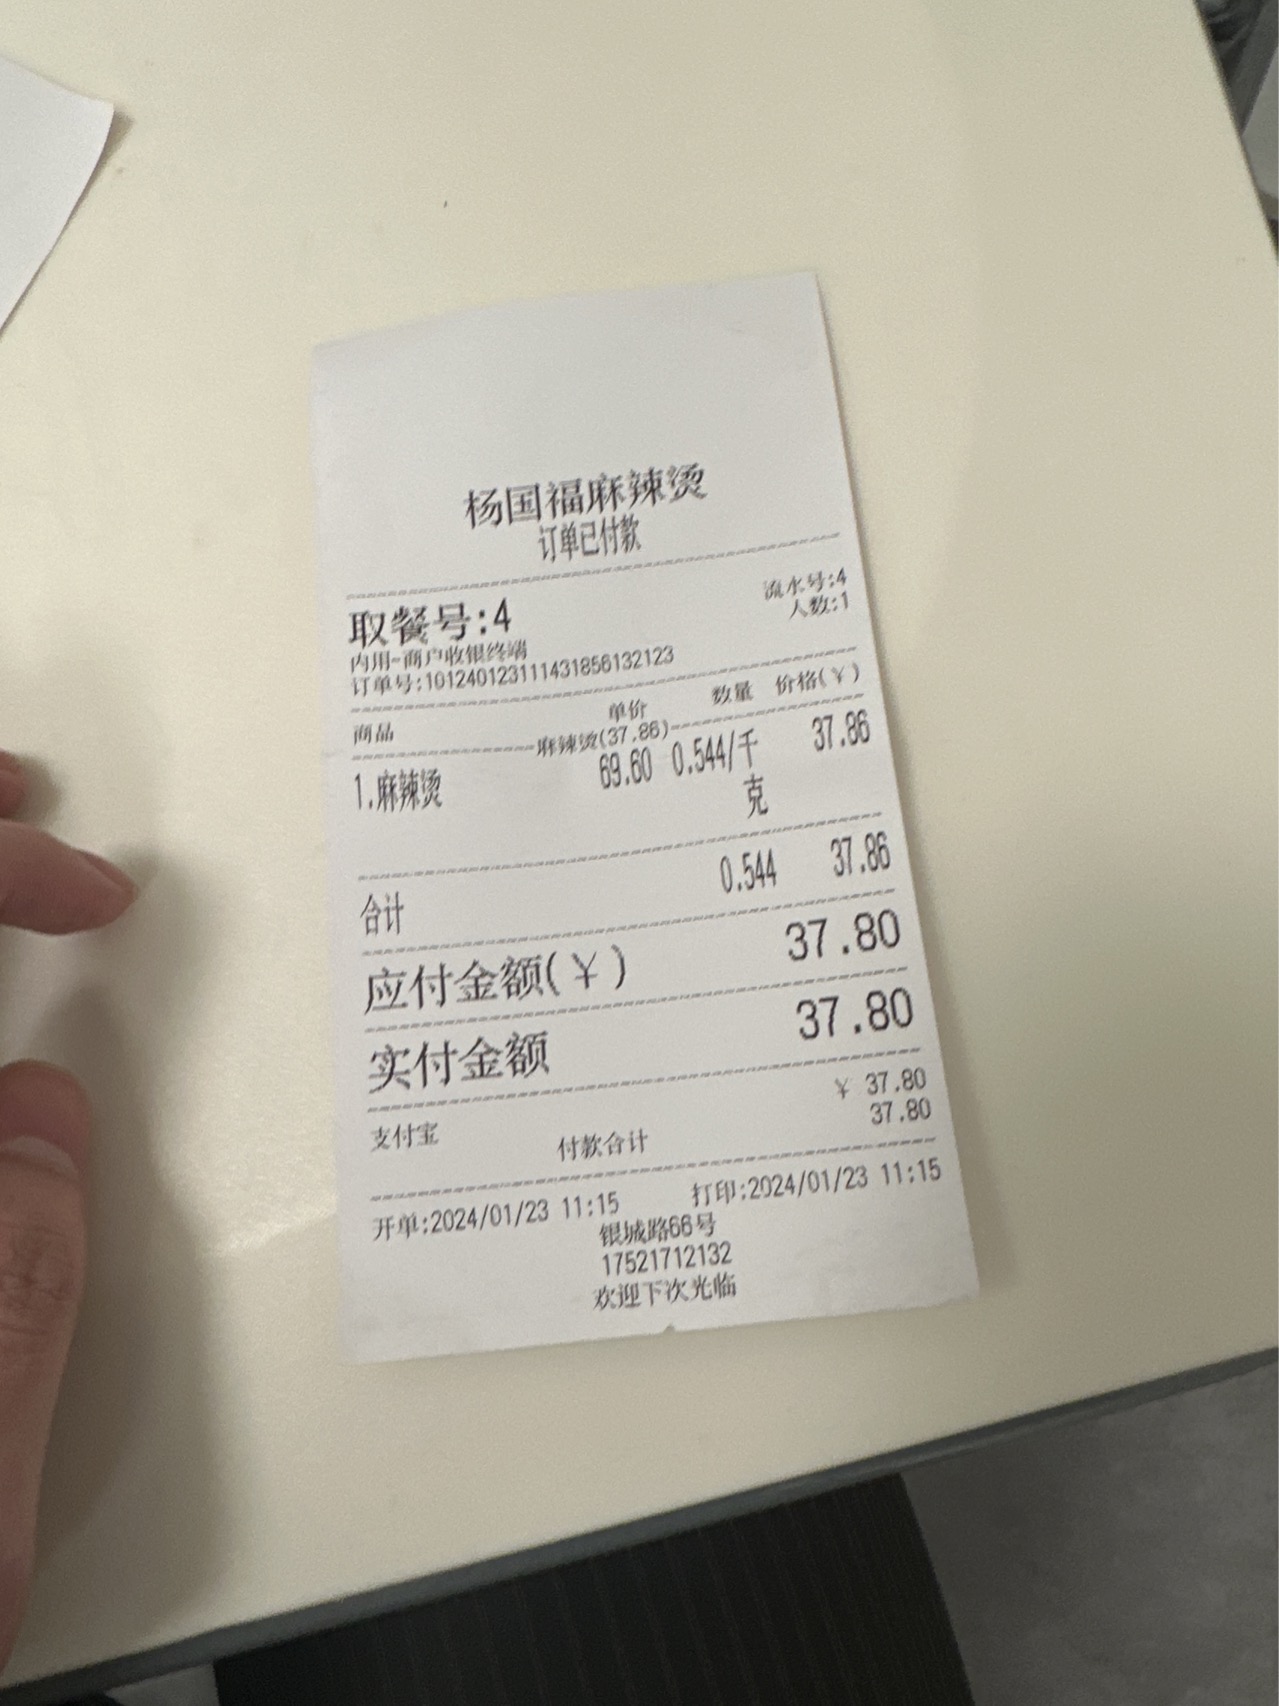 杨国福麻辣烫
订单已付款
取餐号:4 流水号:4
内用-商户收银终端 人数:1
订单号:101240123111431856132123
商品 单价 数量 价格(￥)
麻辣烫(37.86)
1.麻辣烫 69.60 0.544/千克 37.86
合计 0.544 37.86
应付金额(￥) 37.80
实付金额 37.80
支付宝 ￥ 37.80
付款合计 37.80
开单:2024/01/23 11:15 打印:2024/01/23 11:15
银城路66号
17521712132
欢迎下次光临